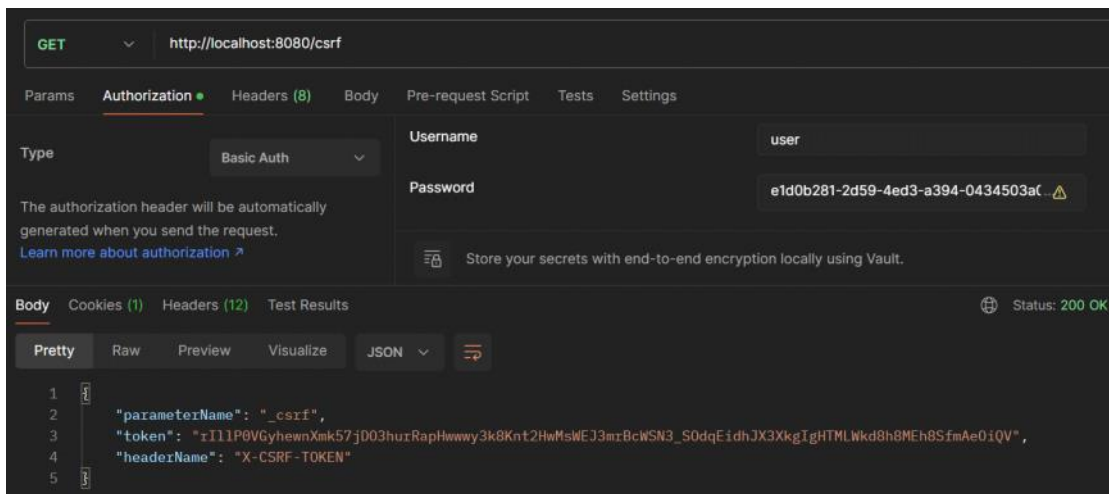 GET http://localhost:8080/csrf
Params Authorization Headers (8) Body Pre-request Script Tests Settings
Type Basic Auth
The authorization header will be automatically
generated when you send the request.
Learn more about authorization ↗
Username user
Password e1d0b281-2d59-4ed3-a394-0434503a0...
Store your secrets with end-to-end encryption locally using Vault.
Body Cookies (1) Headers (12) Test Results Status: 200 OK
Pretty Raw Preview Visualize JSON
1 {
2 "parameterName": "_csrf",
3 "token": "rIl1P0VGyhewnXmk57jDO3hurRapHwwwy3k8Knt2HwMsWEJ3mrBcWSN3_SOdqEidhJX3XkgIgHTMLWkd8h8MEh8SfmAeOiQV",
4 "headerName": "X-CSRF-TOKEN"
5 }